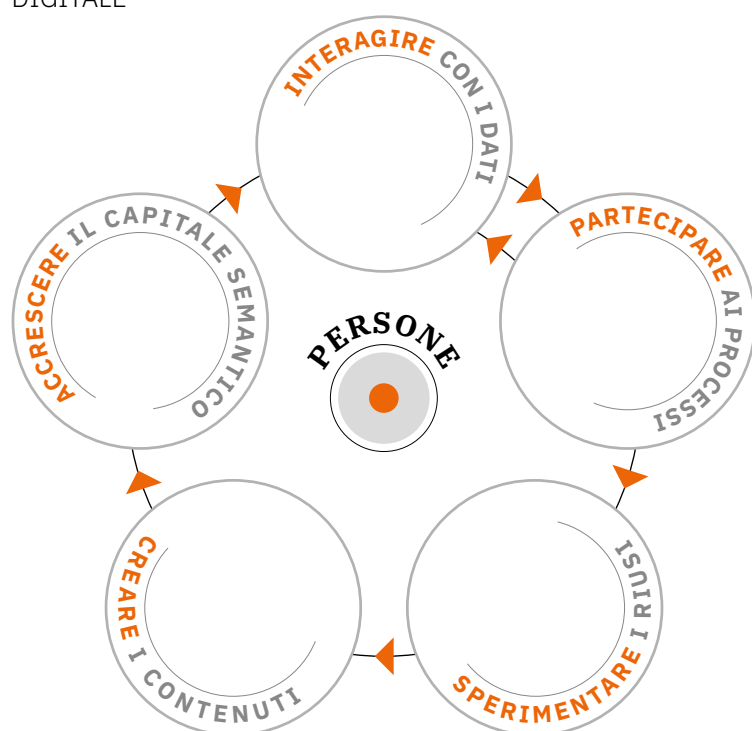 DIGITALE
INTERAGIRE CON I DATI
PARTECIPARE AI PROCESSI
SPERIMENTARE I RIUSI
CREARE I CONTENUTI
ACCRESCERE IL CAPITALE SEMANTICO
PERSONE